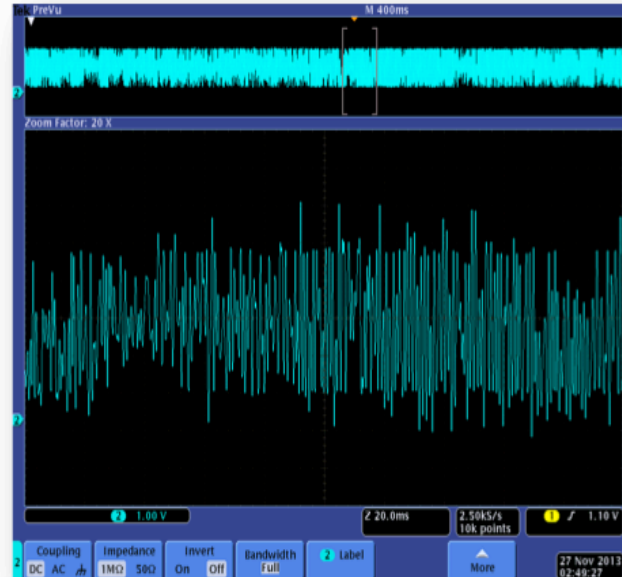 Tek PreVu M 400ms
2
Zoom Factor: 20 X
2
2 1.00 V Z 20.0ms 2.50kS/s 1 ∫ 1.10 V
10k points
2 Coupling Impedance Invert Bandwidth 2 Label
DC AC 1MΩ 50Ω On Off Full More
27 Nov 2013
02:49:27